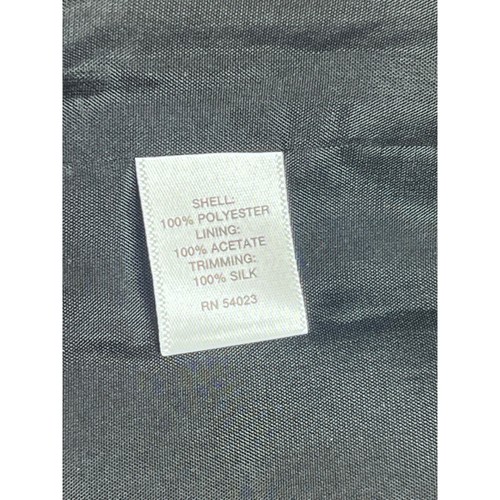 SHELL:
100% POLYESTER
LINING:
100% ACETATE
TRIMMING:
100% SILK
RN 54023